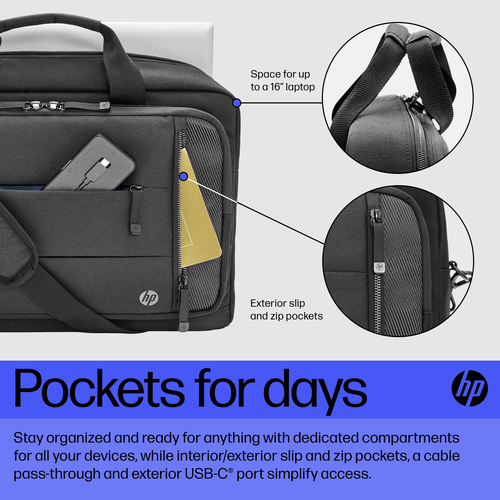 Space for up
to a 16" laptop
hp
Exterior slip
and zip pockets
Pockets for days
hp
Stay organized and ready for anything with dedicated compartments
for all your devices, while interior/exterior slip and zip pockets, a cable
pass-through and exterior USB-C® port simplify access.